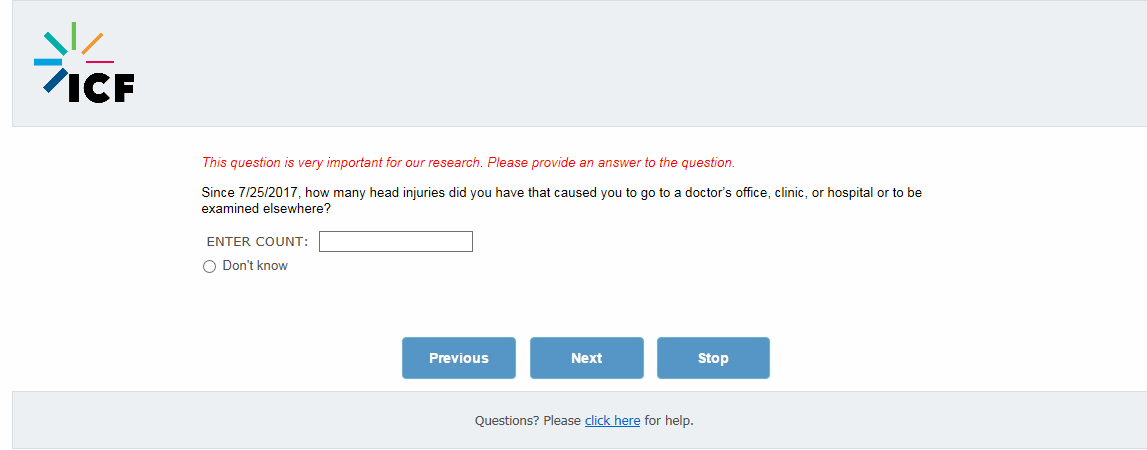 ICF
This question is very important for our research. Please provide an answer to the question.
Since 7/25/2017, how many head injuries did you have that caused you to go to a doctor’s office, clinic, or hospital or to be
examined elsewhere?
ENTER COUNT:
Don't know
Previous Next Stop
Questions? Please click here for help.